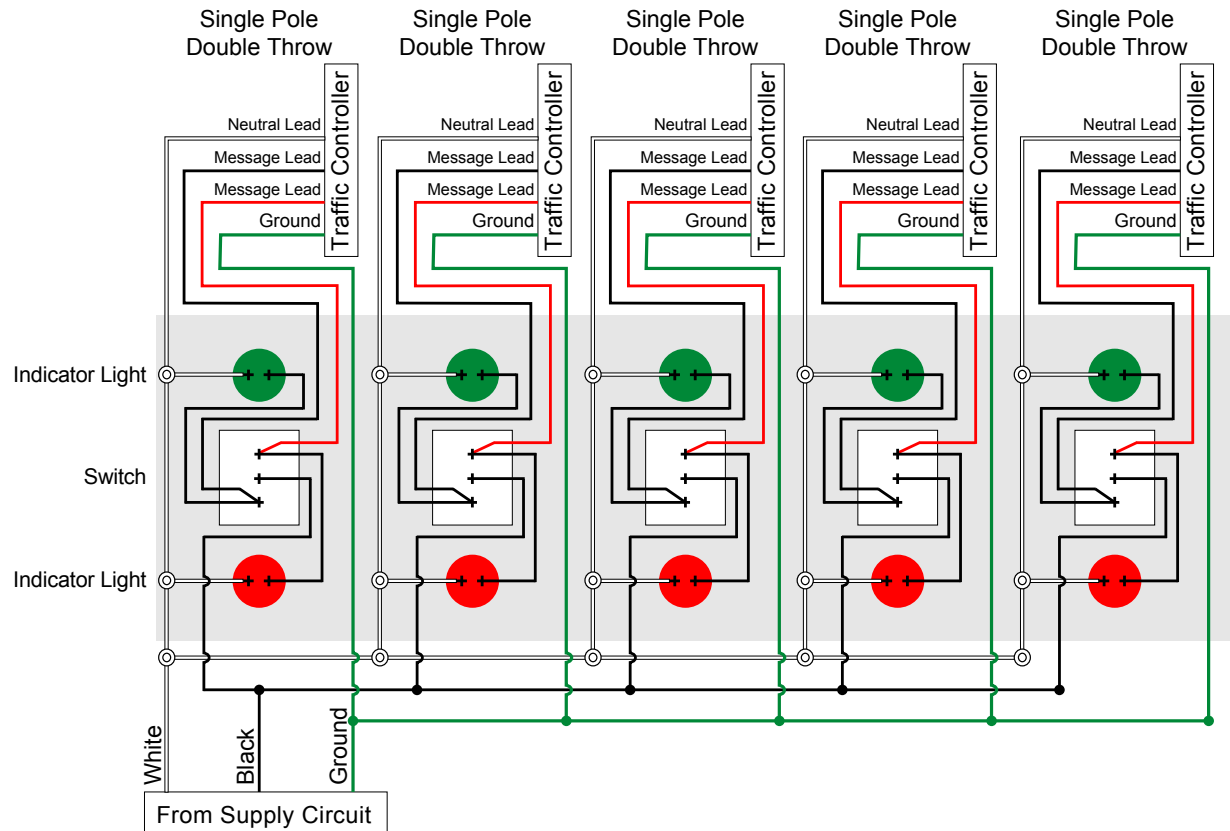 Single Pole
Double Throw
Single Pole
Double Throw
Single Pole
Double Throw
Single Pole
Double Throw
Single Pole
Double Throw
Neutral Lead
Message Lead
Message Lead
Ground
Traffic Controller
Neutral Lead
Message Lead
Message Lead
Ground
Traffic Controller
Neutral Lead
Message Lead
Message Lead
Ground
Traffic Controller
Neutral Lead
Message Lead
Message Lead
Ground
Traffic Controller
Neutral Lead
Message Lead
Message Lead
Ground
Traffic Controller
Indicator Light
Switch
Indicator Light
White
Black
Ground
From Supply Circuit